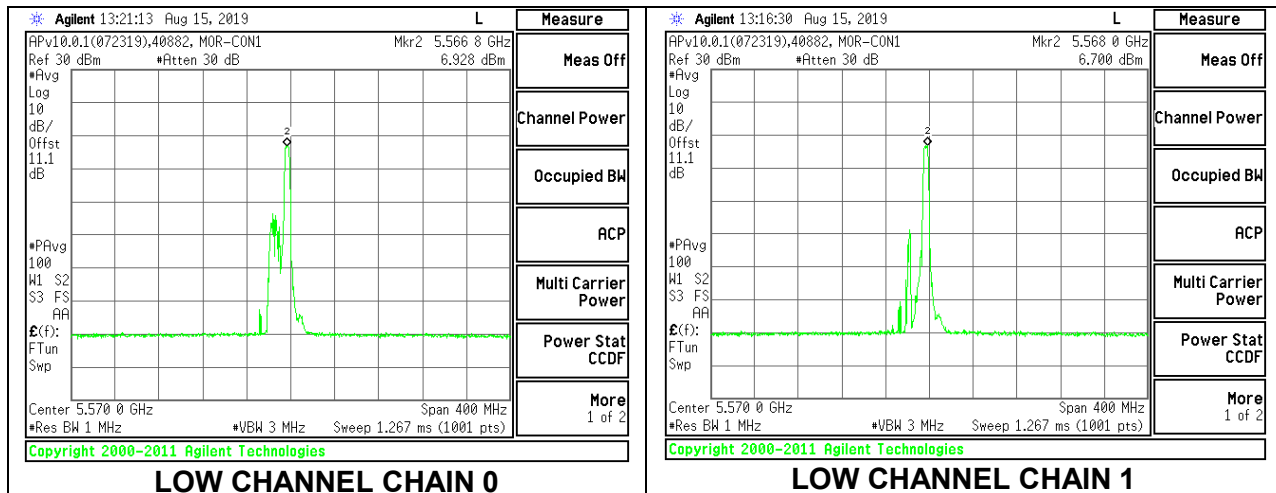 Agilent 13:21:13 Aug 15, 2019 L Measure
APv10.0.1(072319),40882, MOR-CON1 Mkr2 5.566 8 GHz
Ref 30 dBm #Atten 30 dB 6.928 dBm
#Avg
Log
10
dB/
Offst
11.1
dB
2
#PAvg
100
W1 S2
S3 FS
AA
£(f):
FTun
Swp
Center 5.570 0 GHz Span 400 MHz
#Res BW 1 MHz #VBW 3 MHz Sweep 1.267 ms (1001 pts)
Copyright 2000-2011 Agilent Technologies
Meas Off
Channel Power
Occupied BW
ACP
Multi Carrier
Power
Power Stat
CCDF
More
1 of 2
LOW CHANNEL CHAIN 0
Agilent 13:16:30 Aug 15, 2019 L Measure
APv10.0.1(072319),40882, MOR-CON1 Mkr2 5.568 0 GHz
Ref 30 dBm #Atten 30 dB 6.700 dBm
#Avg
Log
10
dB/
Offst
11.1
dB
2
#PAvg
100
W1 S2
S3 FS
AA
£(f):
FTun
Swp
Center 5.570 0 GHz Span 400 MHz
#Res BW 1 MHz #VBW 3 MHz Sweep 1.267 ms (1001 pts)
Copyright 2000-2011 Agilent Technologies
Meas Off
Channel Power
Occupied BW
ACP
Multi Carrier
Power
Power Stat
CCDF
More
1 of 2
LOW CHANNEL CHAIN 1